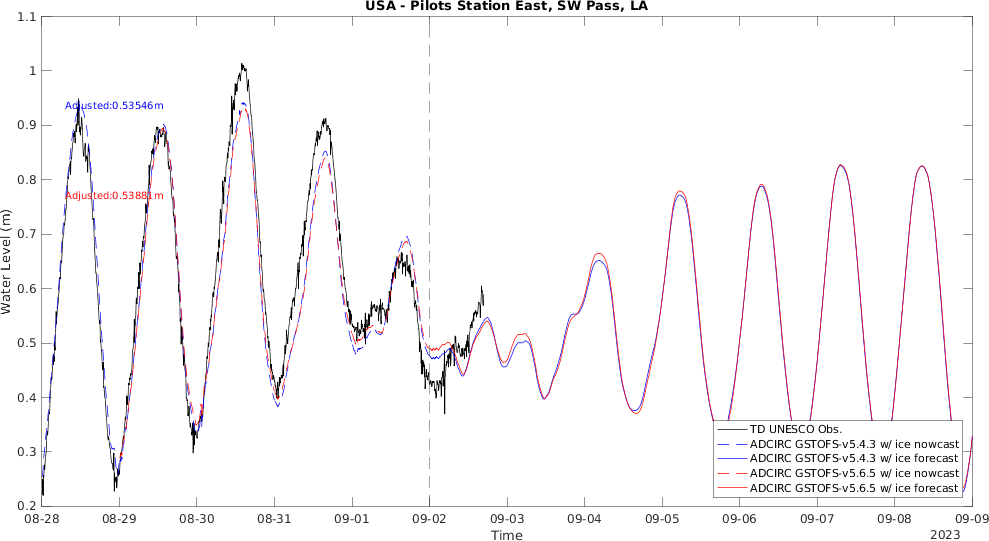 USA - Pilots Station East, SW Pass, LA
1.1
1
0.9
0.8
0.7
0.6
0.5
0.4
0.3
0.2
Water Level (m)
Adjusted:0.53546m
Adjusted:0.53881m
TD UNESCO Obs.
ADCIRC GSTOFS-v5.4.3 w/ ice nowcast
ADCIRC GSTOFS-v5.4.3 w/ ice forecast
ADCIRC GSTOFS-v5.6.5 w/ ice nowcast
ADCIRC GSTOFS-v5.6.5 w/ ice forecast
08-28 08-29 08-30 08-31 09-01 09-02 09-03 09-04 09-05 09-06 09-07 09-08 09-09
Time
2023